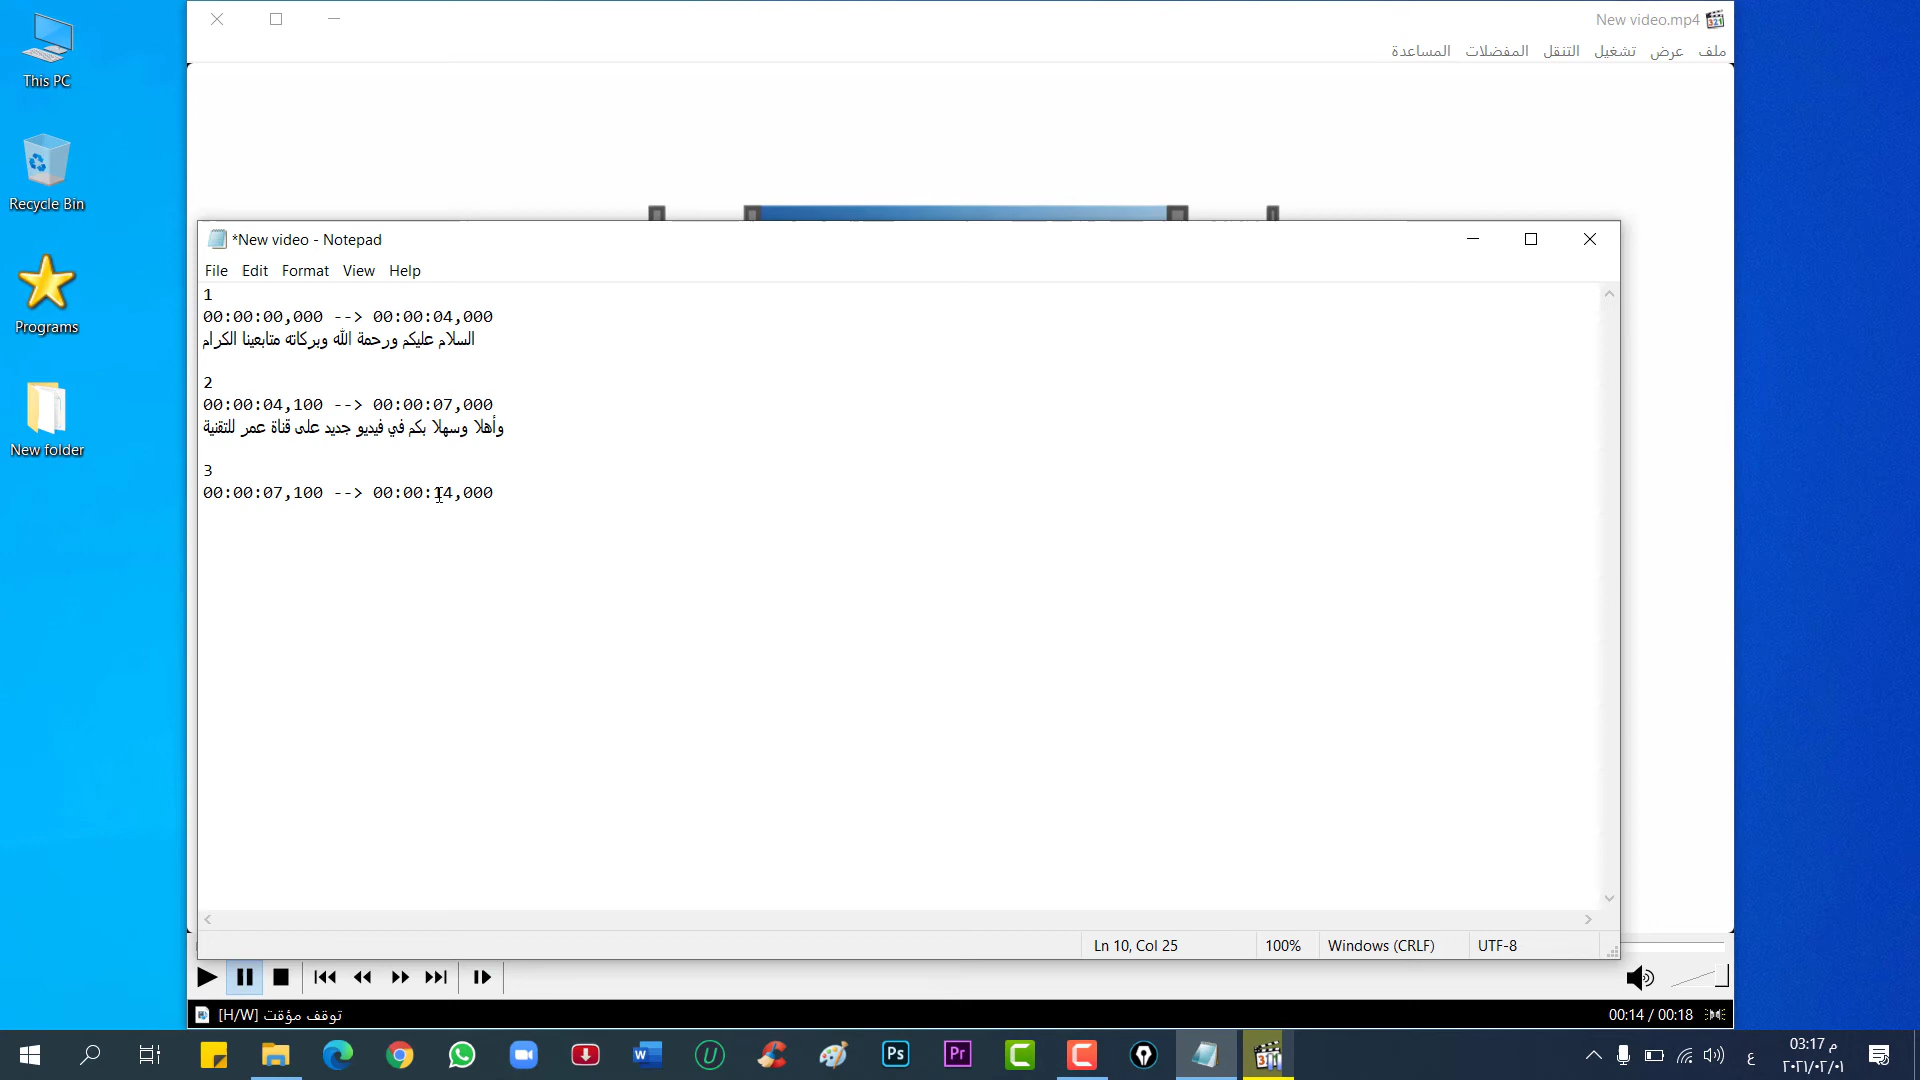 New video.mp4
ملف عرض تشغيل التنقل المفضلات المساعدة
This PC
Recycle Bin
Programs
New folder
*New video - Notepad
File Edit Format View Help
1
00:00:00,000 --> 00:00:04,000
السلام عليكم ورحمة الله وبركاته متابعينا الكرام
2
00:00:04,100 --> 00:00:07,000
وأهلا وسهلا بكم في فيديو جديد على قناة عمر للتقنية
3
00:00:07,100 --> 00:00:14,000
Ln 10, Col 25 100% Windows (CRLF) UTF-8
توقف مؤقت [H/W]
00:14 / 00:18
W
U
Ps
Pr
C
C
321
ع
03:17 م
٢٠٢١/٠٢/٠١